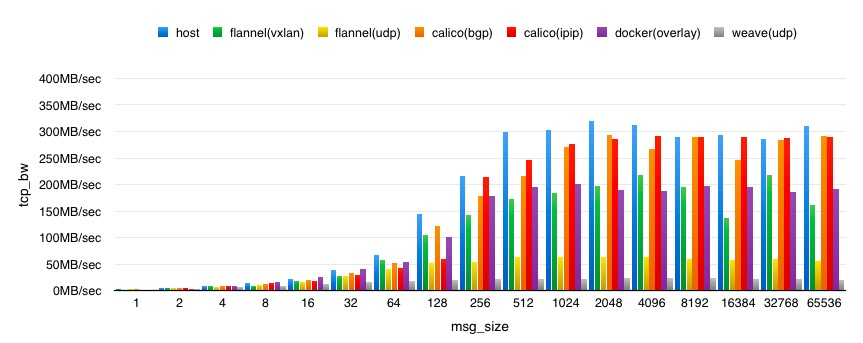 host flannel(vxlan) flannel(udp) calico(bgp) calico(ipip) docker(overlay) weave(udp)
400MB/sec
350MB/sec
300MB/sec
250MB/sec
200MB/sec
150MB/sec
100MB/sec
50MB/sec
0MB/sec
tcp_bw
1 2 4 8 16 32 64 128 256 512 1024 2048 4096 8192 16384 32768 65536
msg_size